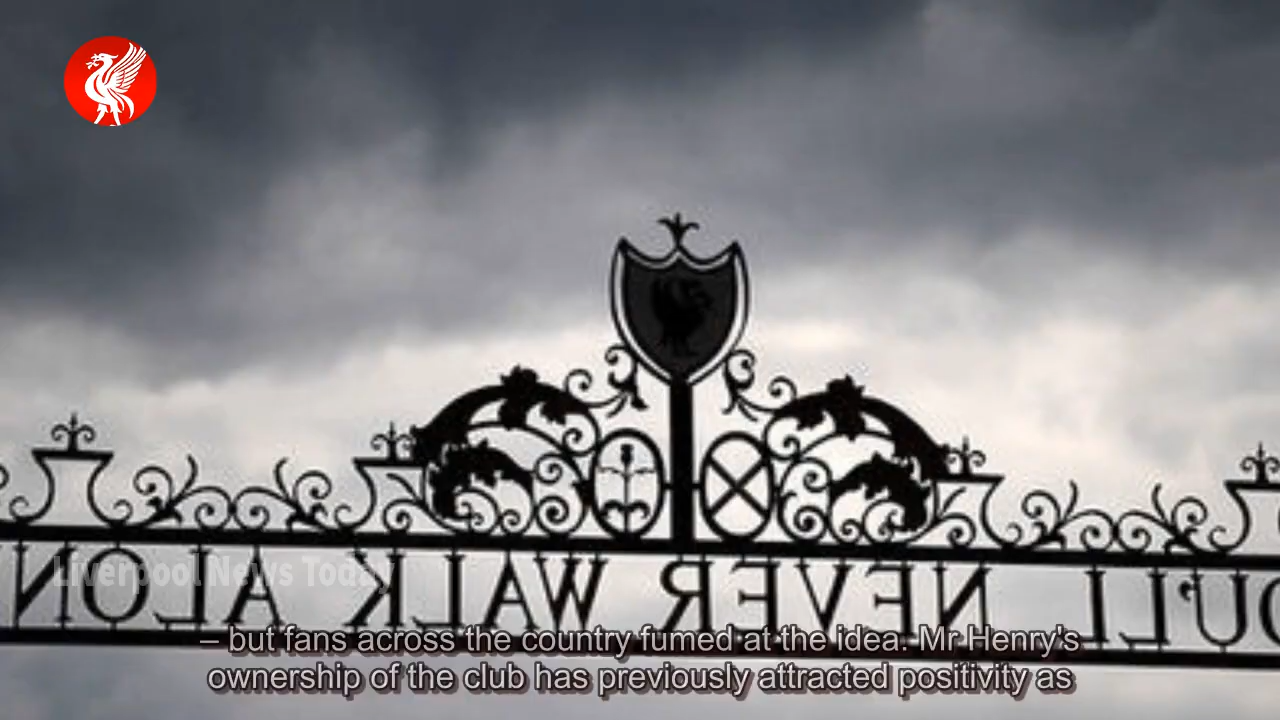 OU'LL NEVER WALK ALON
Liverpool News Today
– but fans across the country fumed at the idea. Mr Henry's
ownership of the club has previously attracted positivity as